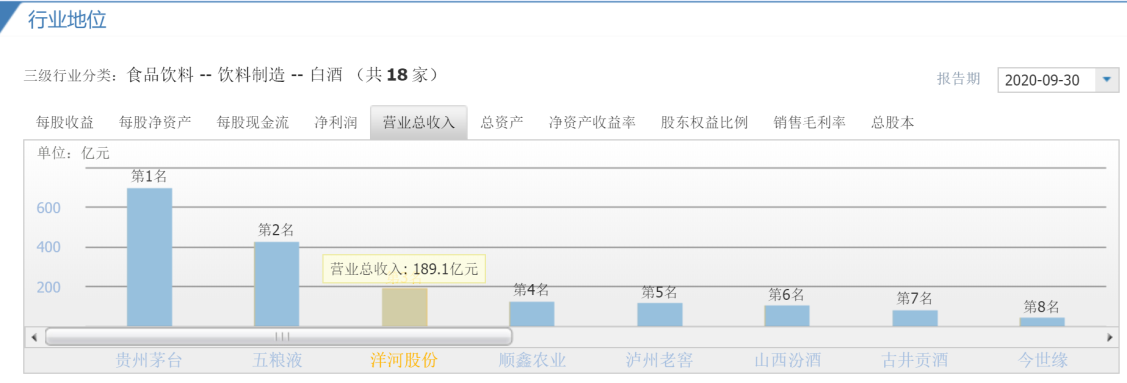 行业地位
三级行业分类: 食品饮料 -- 饮料制造 -- 白酒 （共 18 家）
报告期 2020-09-30
每股收益 每股净资产 每股现金流 净利润 营业总收入 总资产 净资产收益率 股东权益比例 销售毛利率 总股本
单位: 亿元
第1名
600
第2名
400
营业总收入: 189.1亿元
200
第4名 第5名 第6名 第7名 第8名
贵州茅台 五粮液 洋河股份 顺鑫农业 泸州老窖 山西汾酒 古井贡酒 今世缘